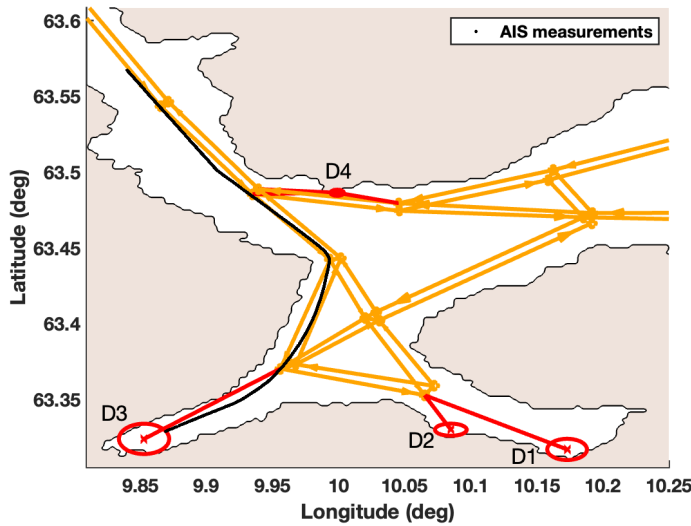 63.6
AIS measurements
63.55
63.5
D4
63.45
63.4
63.35
D3
D2
D1
Latitude (deg)
9.85 9.9 9.95 10 10.05 10.1 10.15 10.2 10.25
Longitude (deg)